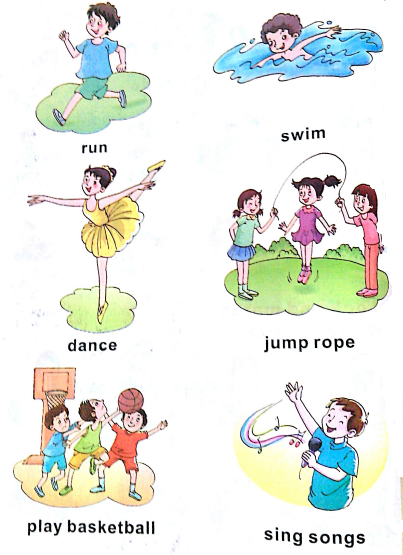 run
swim
dance
jump rope
play basketball
sing songs